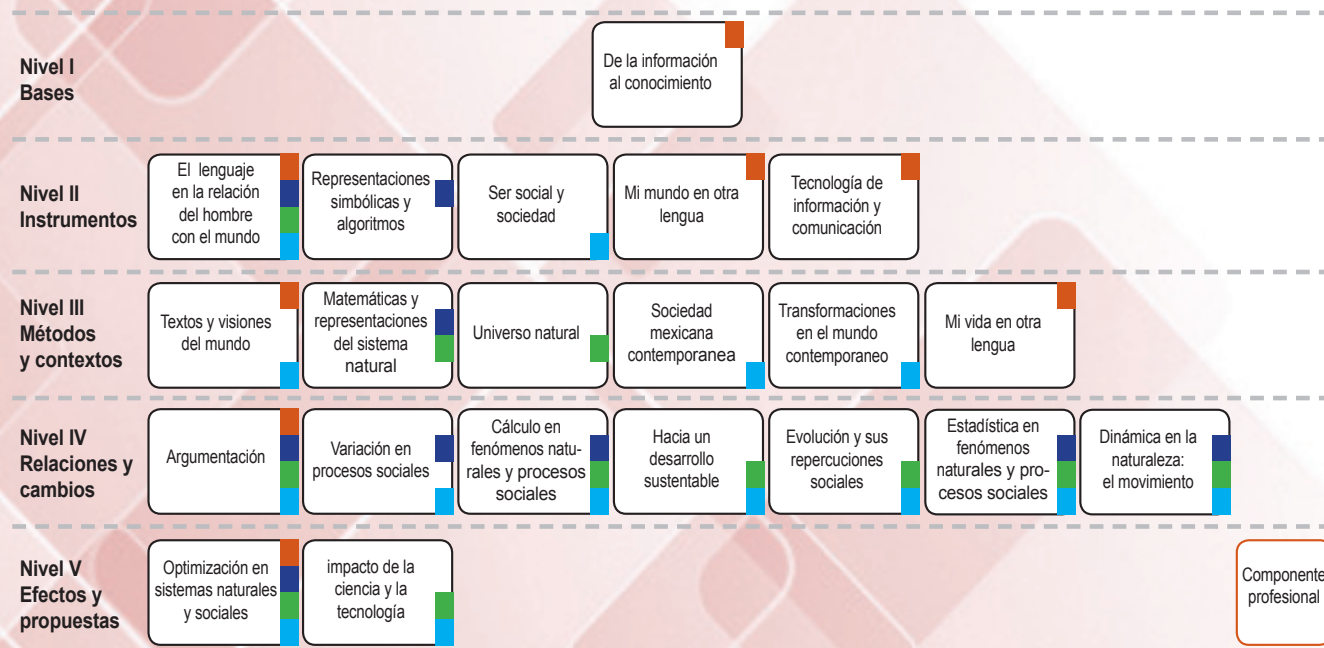 Nivel I
Bases
De la información
al conocimiento
Nivel II
Instrumentos
El lenguaje
en la relación
del hombre
con el mundo
Representaciones
simbólicas y
algoritmos
Ser social y
sociedad
Mi mundo en otra
lengua
Tecnología de
información y
comunicación
Nivel III
Métodos
y contextos
Textos y visiones
del mundo
Matemáticas y
representaciones
del sistema
natural
Universo natural
Sociedad
mexicana
contemporanea
Transformaciones
en el mundo
contemporaneo
Mi vida en otra
lengua
Nivel IV
Relaciones y
cambios
Argumentación
Variación en
procesos sociales
Cálculo en
fenómenos natu-
rales y procesos
sociales
Hacia un
desarrollo
sustentable
Evolución y sus
repercuciones
sociales
Estadística en
fenómenos
naturales y pro-
cesos sociales
Dinámica en la
naturaleza:
el movimiento
Nivel V
Efectos y
propuestas
Optimización en
sistemas naturales
y sociales
impacto de la
ciencia y la
tecnología
Componente
profesional